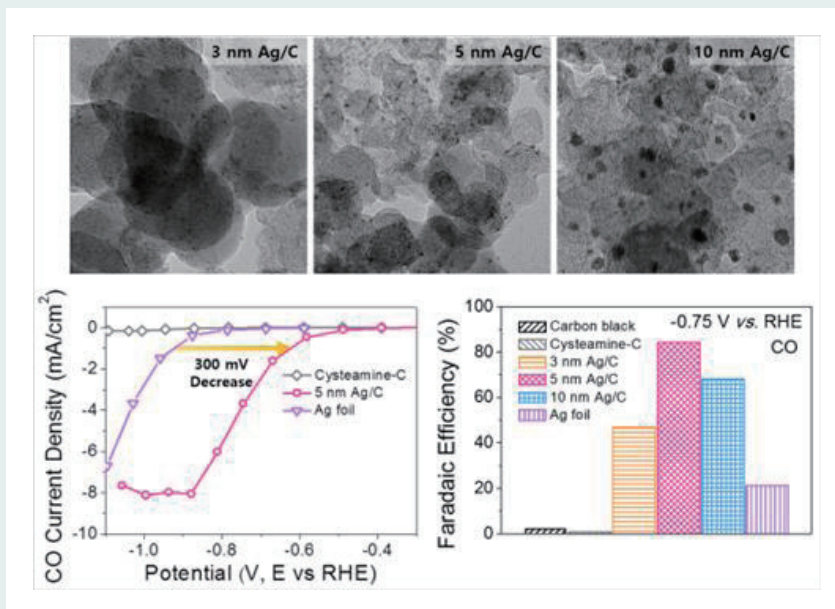 3 nm Ag/C
5 nm Ag/C
10 nm Ag/C
CO Current Density (mA/cm²)
0
-2
-4
-6
-8
-10
300 mV
Decrease
Cysteamine-C
5 nm Ag/C
Ag foil
-1.0
-0.8
-0.6
-0.4
Potential (V, E vs RHE)
Faradaic Efficiency (%)
100
80
60
40
20
0
-0.75 V vs. RHE
CO
Carbon black
Cysteamine-C
3 nm Ag/C
5 nm Ag/C
10 nm Ag/C
Ag foil